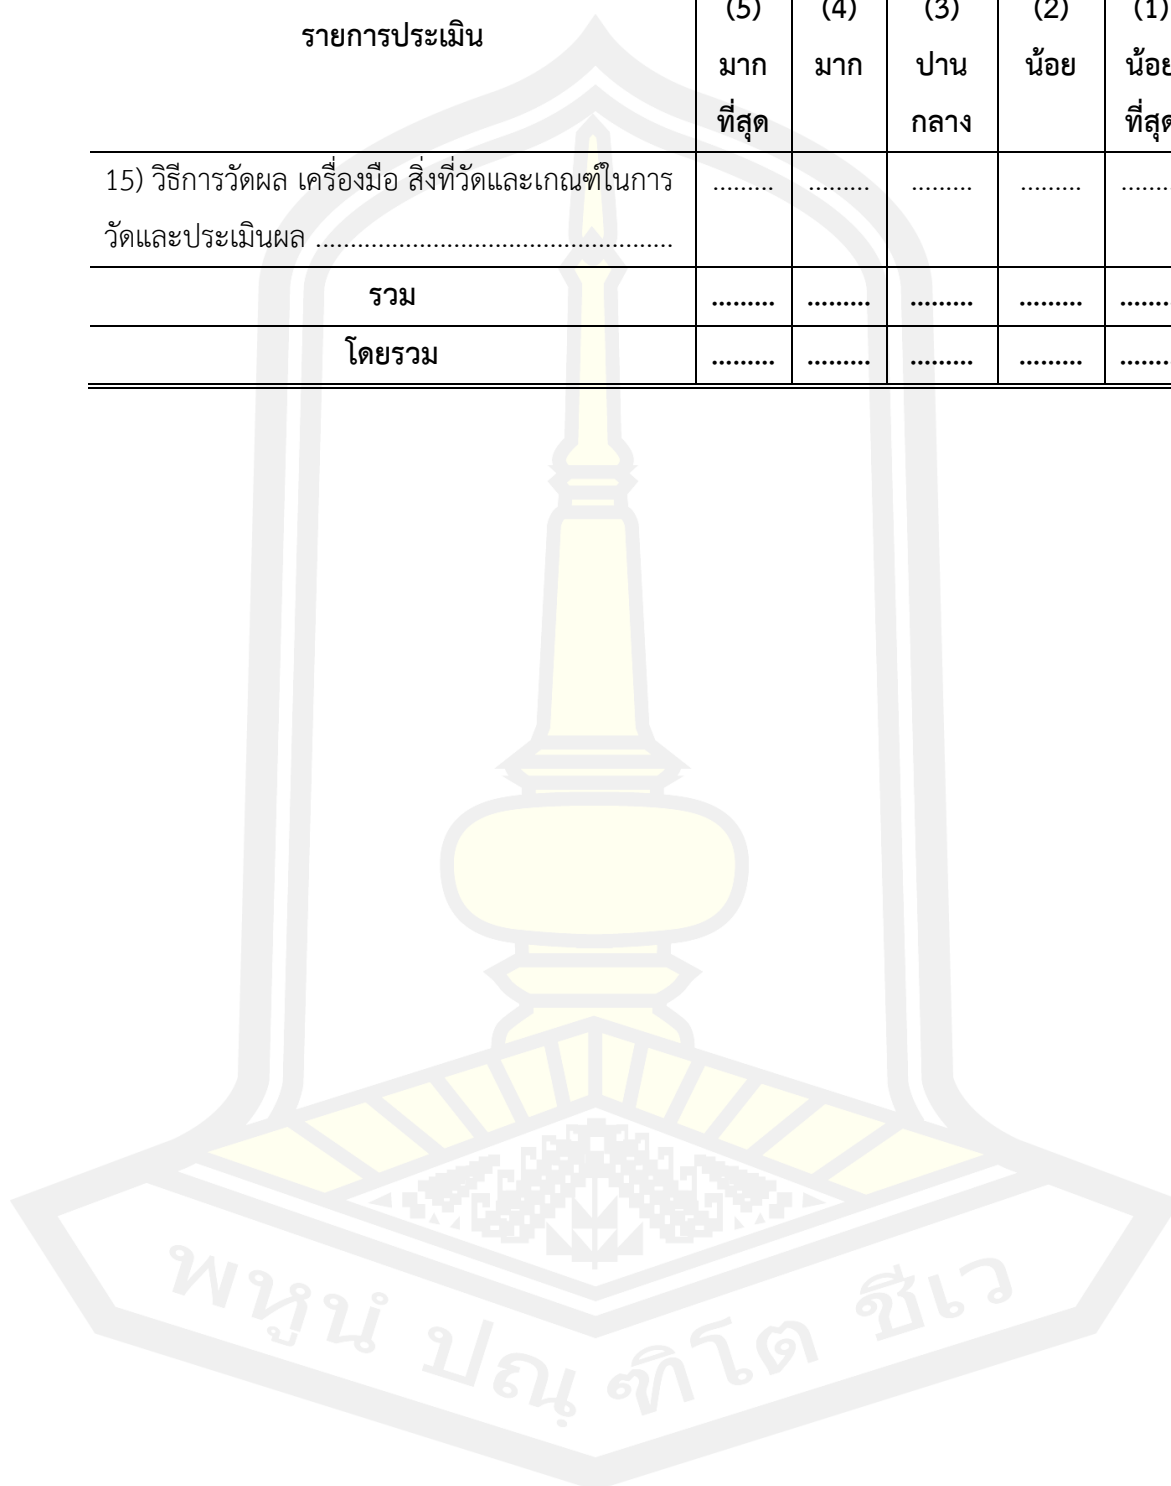 รายการประเมิน (5) (4) (3) (2) (1)
มาก มาก ปาน น้อย น้อย
ที่สุด กลาง ที่สุด
15) วิธีการวัดผล เครื่องมือ สิ่งที่วัดและเกณฑ์ในการ ......... ......... ......... ......... .........
วัดและประเมินผล ....................................................
รวม ......... ......... ......... ......... .........
โดยรวม ......... ......... ......... ......... .........
พหูนํ ปณฺฑิโต ชีเว